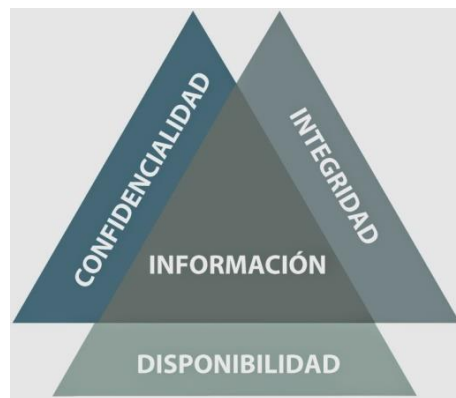 CONFIDENCIALIDAD
INTEGRIDAD
INFORMACIÓN
DISPONIBILIDAD